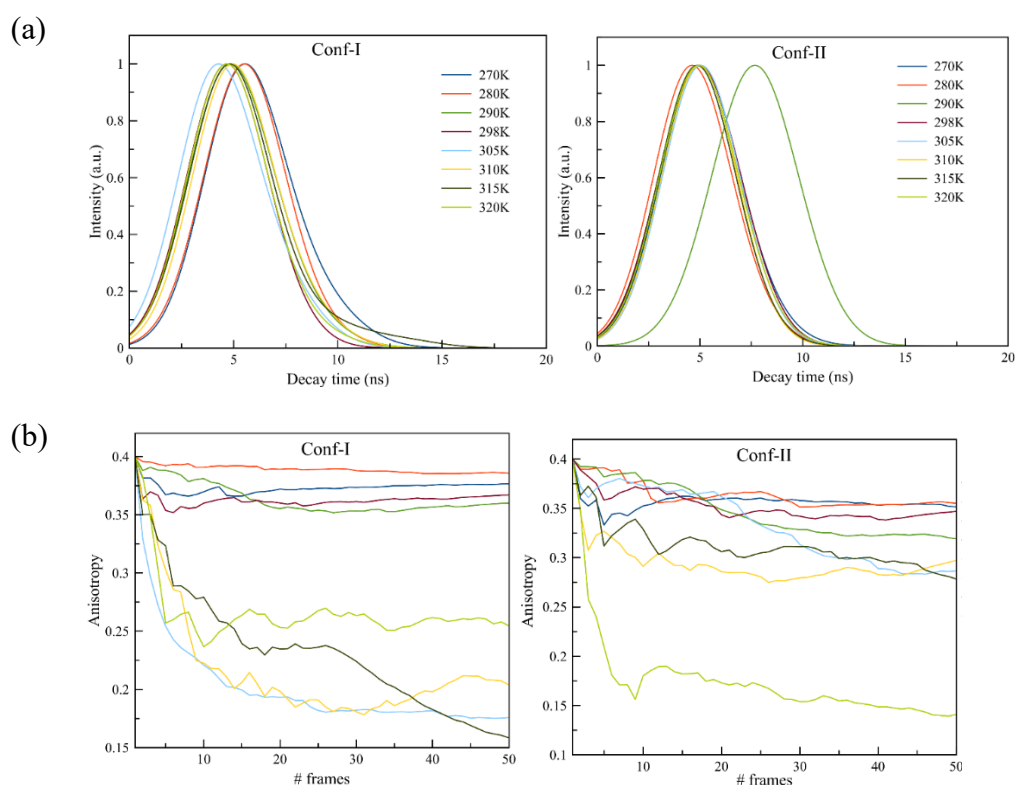 (a)
Conf-I
270K
280K
290K
298K
305K
310K
315K
320K
1
0.8
0.6
0.4
0.2
0
Intensity (a.u.)
0
5
10
15
20
Decay time (ns)
Conf-II
270K
280K
290K
298K
305K
310K
315K
320K
1
0.8
0.6
0.4
0.2
0
Intensity (a.u.)
0
5
10
15
20
Decay time (ns)
(b)
Conf-I
0.4
0.35
0.3
0.25
0.2
0.15
Anisotropy
10
20
30
40
50
# frames
Conf-II
0.4
0.35
0.3
0.25
0.2
0.15
0.1
Anisotropy
10
20
30
40
50
# frames